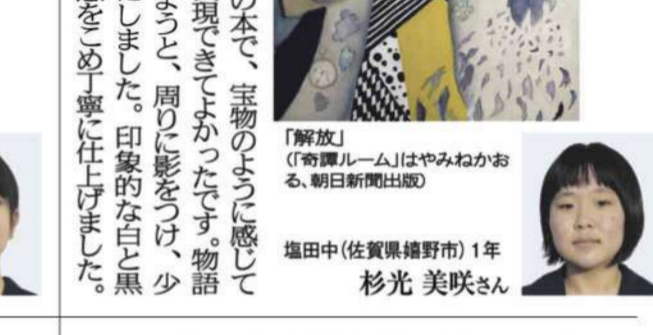 の本で、宝物のように感じて
現できてよかったです。物語
ようと、周りに影をつけ、少
しました。印象的な白と黒
をこめ丁寧に仕上げました。
「解放」
(「奇譚ルーム」はやみねかお
る、朝日新聞出版)
塩田中(佐賀県嬉野市)1年
杉光 美咲さん